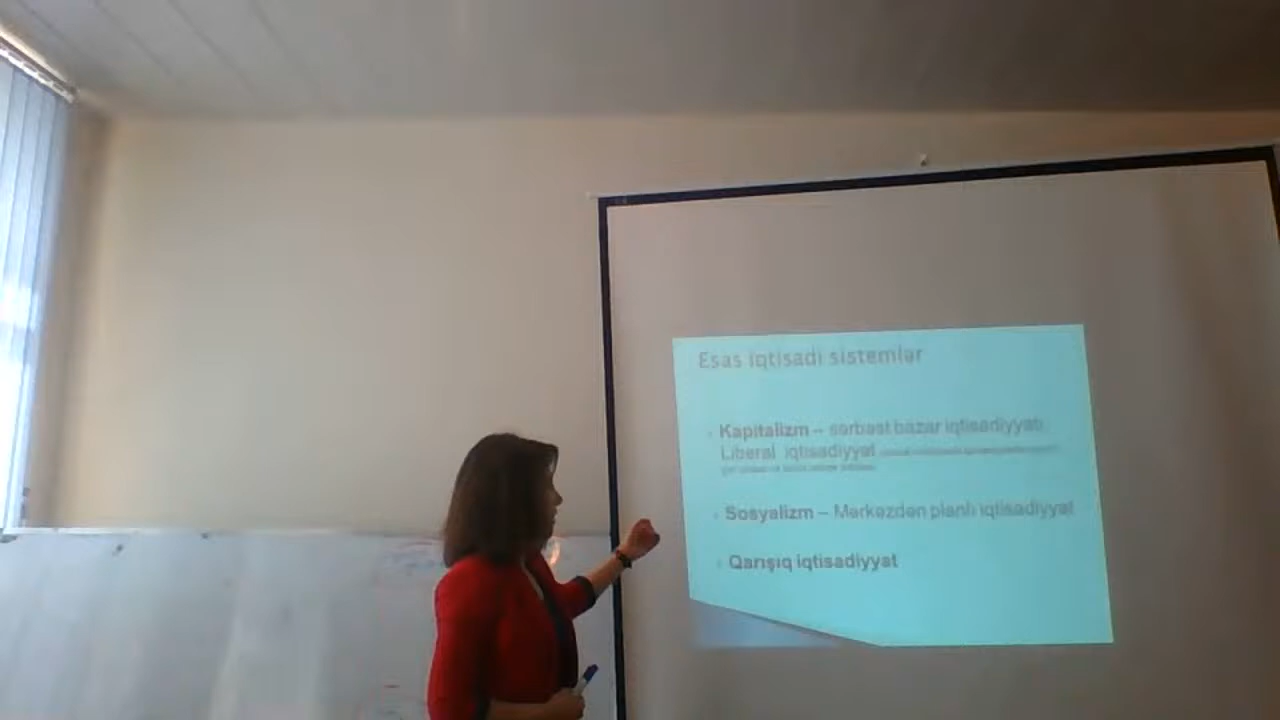 Esas iqtisadi sistemlər
Kapitalizm – sərbəst bazar iqtisadiyyatı
Liberal iqtisadiyyat
Sosyalizm – Mərkəzdən planlı iqtisadiyyat
Qarışıq iqtisadiyyat